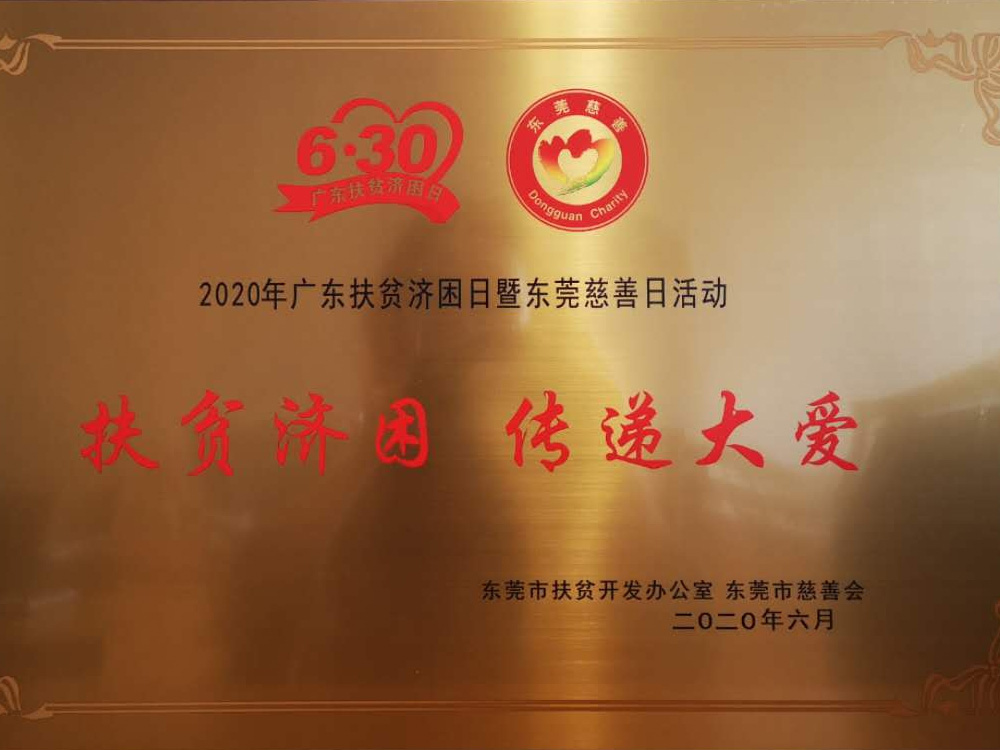 6·30
广东扶贫济困日
东莞慈善
Dongguan Charity
2020年广东扶贫济困日暨东莞慈善日活动
扶贫济困 传递大爱
东莞市扶贫开发办公室 东莞市慈善会
二〇二〇年六月